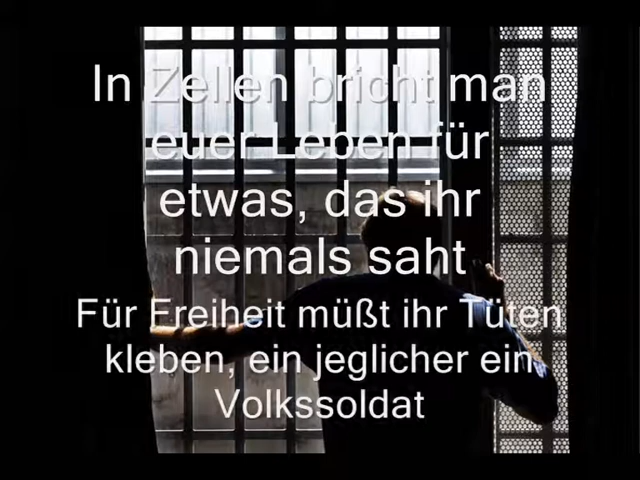 In Zellen bricht man
euer Leben für
etwas, das ihr
niemals saht
Für Freiheit müßt ihr Tüten
kleben, ein jeglicher ein
Volkssoldat